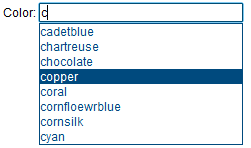 Color: c
cadetblue
chartreuse
chocolate
copper
coral
cornfloewrblue
cornsilk
cyan